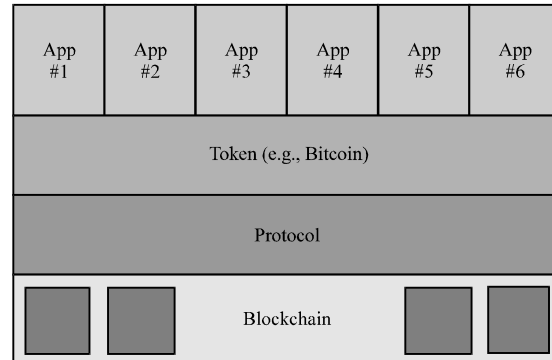 App
#1
App
#2
App
#3
App
#4
App
#5
App
#6
Token (e.g., Bitcoin)
Protocol
Blockchain